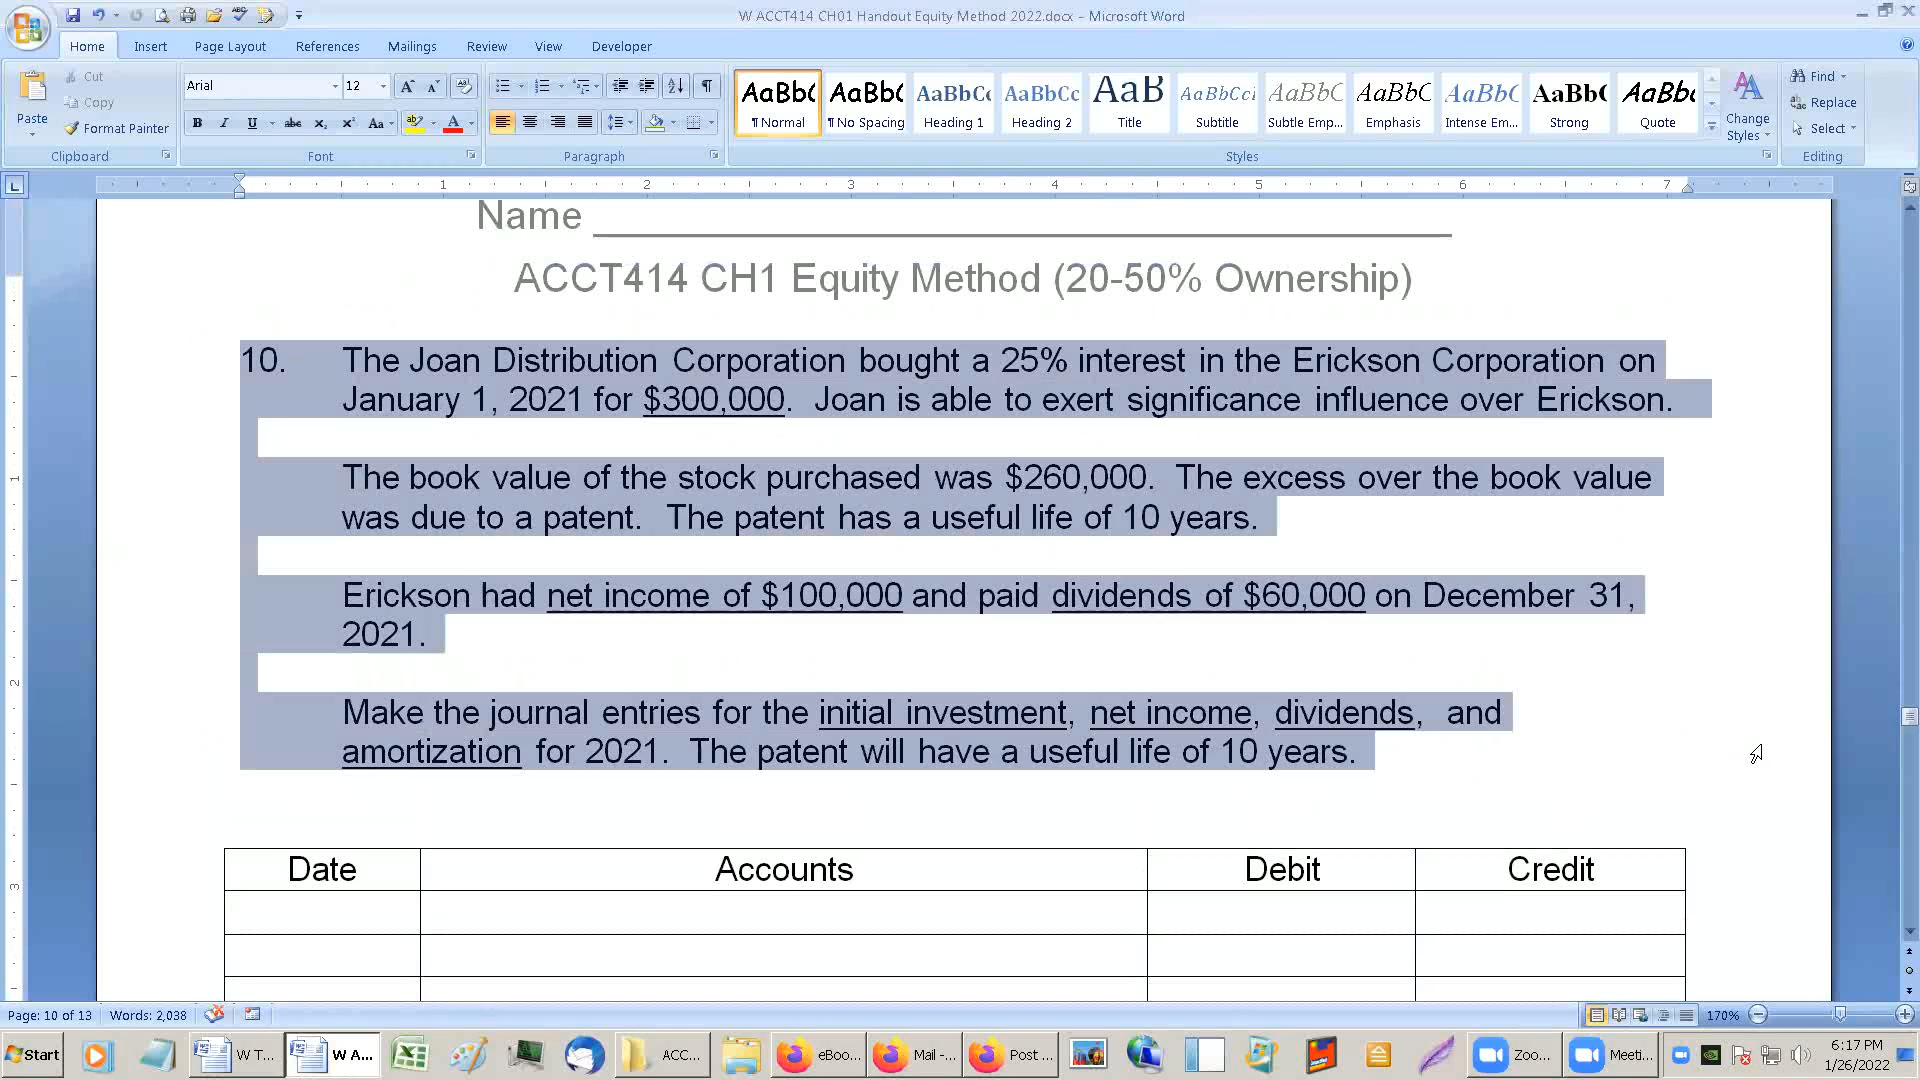 W ACCT414 CH01 Handout Equity Method 2022.docx - Microsoft Word
Home Insert Page Layout References Mailings Review View Developer
Paste
Cut
Copy
Format Painter
Clipboard
Arial 12
Font
Paragraph
AaBbC AaBbC AaBbCc AaBbCc AaB AaBbCcI AaBbC AaBbC AaBbC AaBbC AaBbC
¶ Normal ¶ No Spacing Heading 1 Heading 2 Title Subtitle Subtle Emp... Emphasis Intense Em... Strong Quote
Change Styles
Styles
Find
Replace
Select
Editing
1 2 3 4 5 6 7
Name
ACCT414 CH1 Equity Method (20-50% Ownership)
10. The Joan Distribution Corporation bought a 25% interest in the Erickson Corporation on
January 1, 2021 for $300,000. Joan is able to exert significance influence over Erickson.
The book value of the stock purchased was $260,000. The excess over the book value
was due to a patent. The patent has a useful life of 10 years.
Erickson had net income of $100,000 and paid dividends of $60,000 on December 31,
2021.
Make the journal entries for the initial investment, net income, dividends, and
amortization for 2021. The patent will have a useful life of 10 years.
Date Accounts Debit Credit
Page: 10 of 13 Words: 2,038 170%
Start W T... W A... ACC... eBoo... Mail -... Post ... Zoo... Meeti...
6:17 PM
1/26/2022